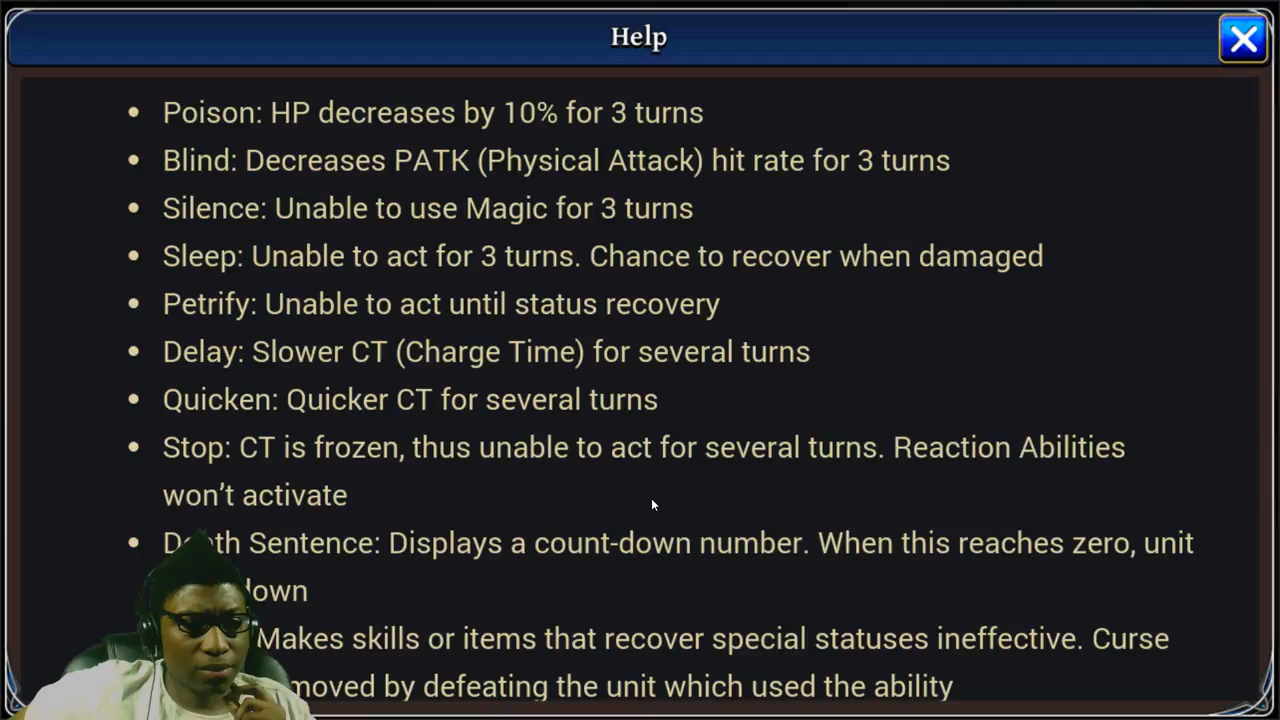 Help
• Poison: HP decreases by 10% for 3 turns
• Blind: Decreases PATK (Physical Attack) hit rate for 3 turns
• Silence: Unable to use Magic for 3 turns
• Sleep: Unable to act for 3 turns. Chance to recover when damaged
• Petrify: Unable to act until status recovery
• Delay: Slower CT (Charge Time) for several turns
• Quicken: Quicker CT for several turns
• Stop: CT is frozen, thus unable to act for several turns. Reaction Abilities
won't activate
• Death Sentence: Displays a count-down number. When this reaches zero, unit
down
Makes skills or items that recover special statuses ineffective. Curse
by defeating the unit which used the ability